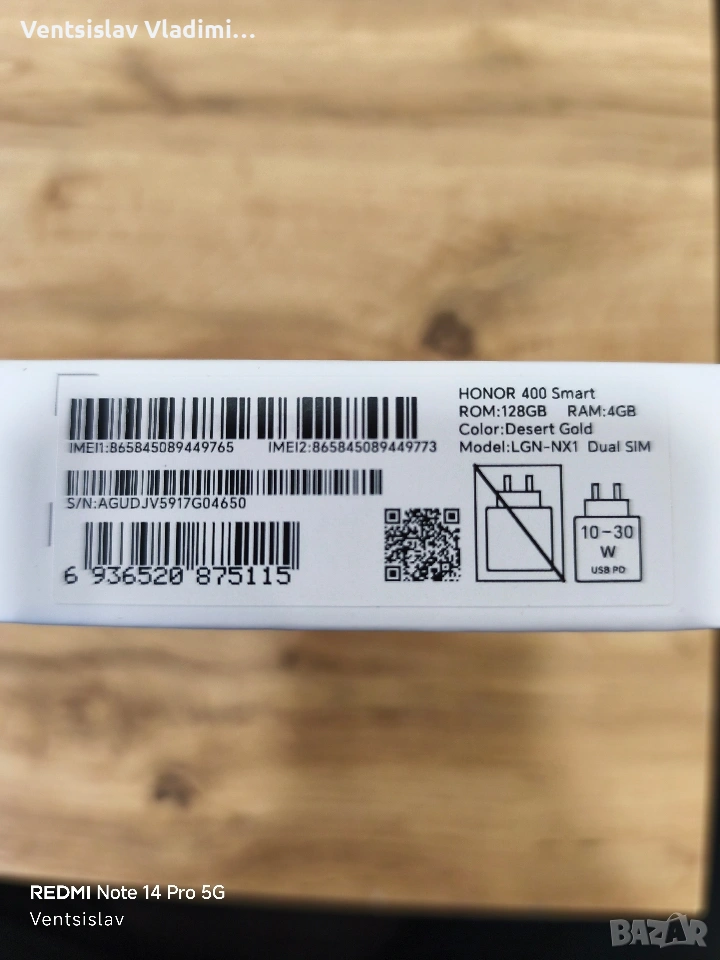 Ventsislav Vladimi...
HONOR 400 Smart
ROM:128GB RAM:4GB
Color:Desert Gold
Model:LGN-NX1 Dual SIM
IMEI1:865845089449765 IMEI2:865845089449773
S/N:AGUDJV5917G04650
6 936520 875115
10-30
W
USB PD
REDMI Note 14 Pro 5G
Ventsislav
BAZAR